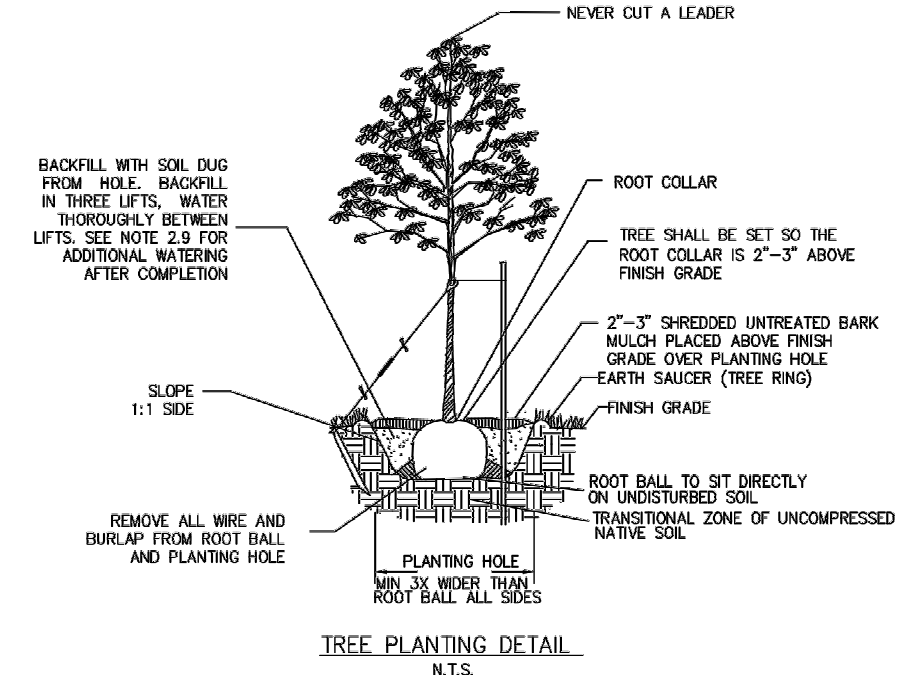 NEVER CUT A LEADER
BACKFILL WITH SOIL DUG
FROM HOLE. BACKFILL
IN THREE LIFTS, WATER
THOROUGHLY BETWEEN
LIFTS. SEE NOTE 2.9 FOR
ADDITIONAL WATERING
AFTER COMPLETION
ROOT COLLAR
TREE SHALL BE SET SO THE
ROOT COLLAR IS 2"-3" ABOVE
FINISH GRADE
2"-3" SHREDDED UNTREATED BARK
MULCH PLACED ABOVE FINISH
GRADE OVER PLANTING HOLE
EARTH SAUCER (TREE RING)
SLOPE
1:1 SIDE
FINISH GRADE
ROOT BALL TO SIT DIRECTLY
ON UNDISTURBED SOIL
TRANSITIONAL ZONE OF UNCOMPRESSED
NATIVE SOIL
REMOVE ALL WIRE AND
BURLAP FROM ROOT BALL
AND PLANTING HOLE
PLANTING HOLE
MIN 3X WIDER THAN
ROOT BALL ALL SIDES
TREE PLANTING DETAIL
N.T.S.